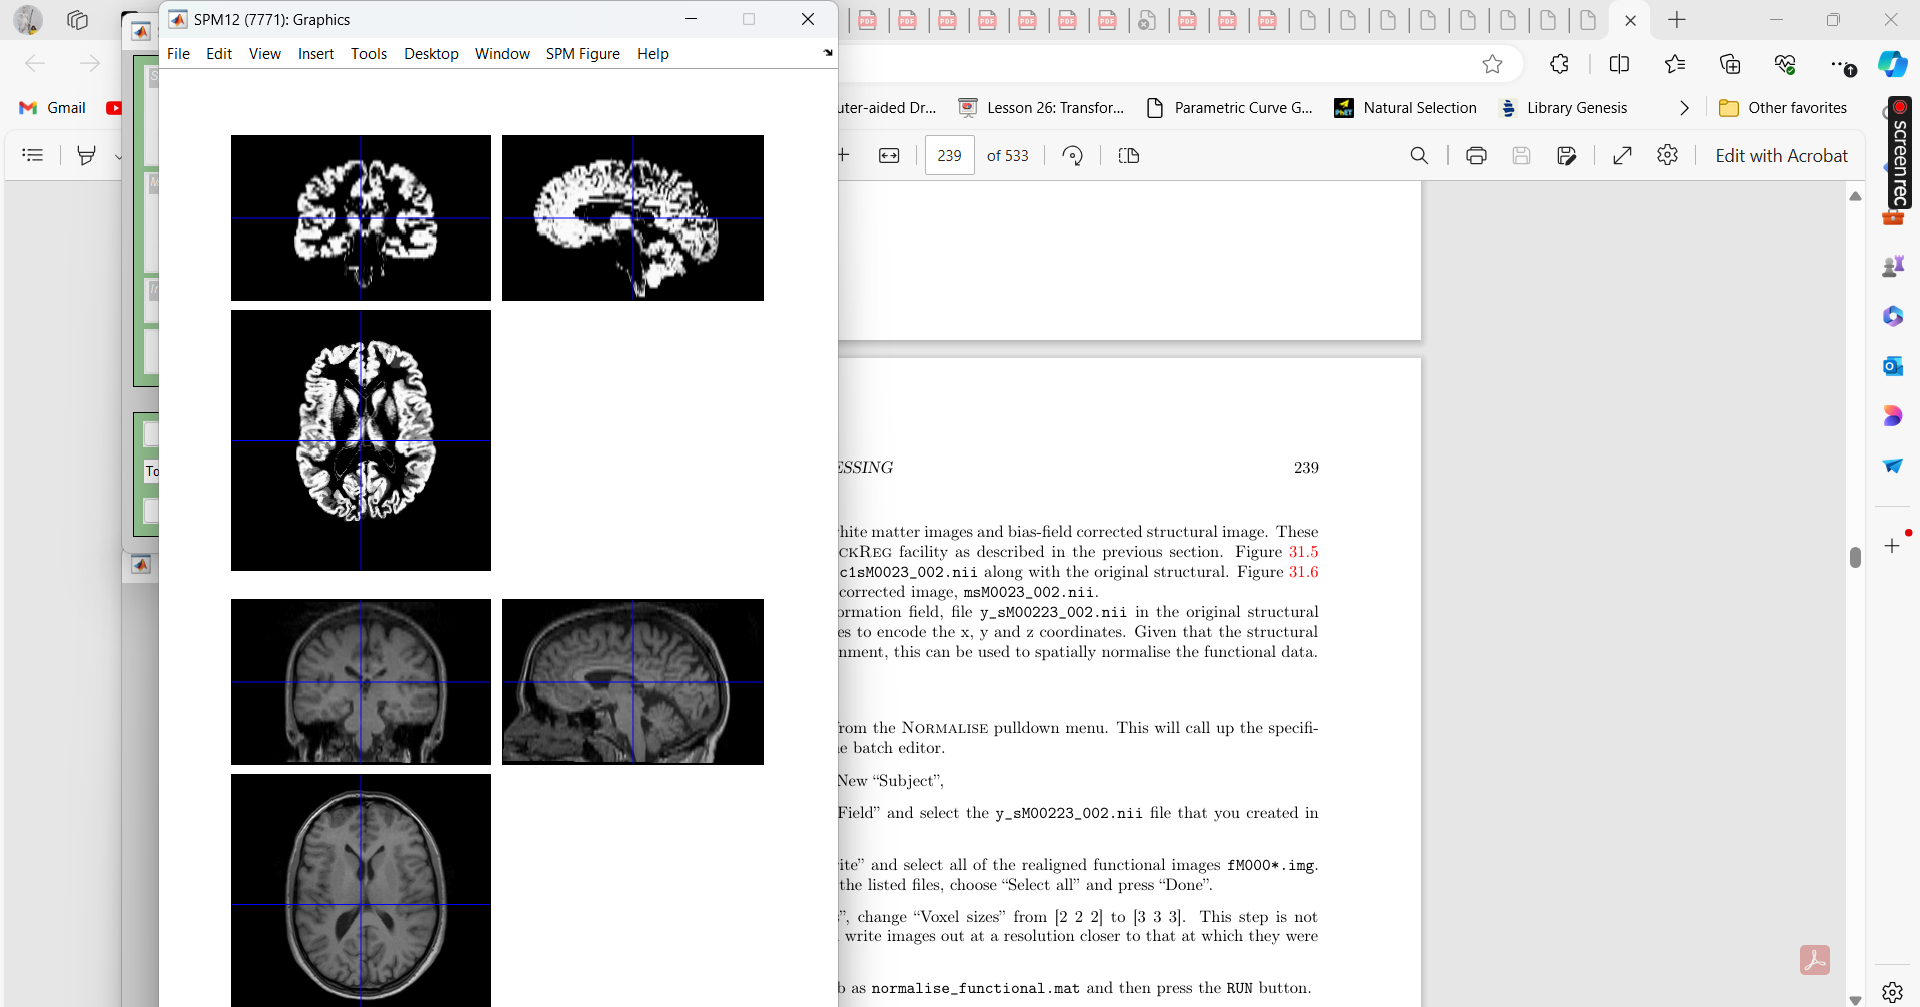 SPM12 (7771): Graphics
File Edit View Insert Tools Desktop Window SPM Figure Help
Gmail
uter-aided Dr... Lesson 26: Transfor... Parametric Curve G... Natural Selection Library Genesis Other favorites
239 of 533 Edit with Acrobat
screenrec
To
ESSING 239
hite matter images and bias-field corrected structural image. These
CKREG facility as described in the previous section. Figure 31.5
c1sM0023_002.nii along with the original structural. Figure 31.6
corrected image, msM0023_002.nii.
ormation field, file y_sM00223_002.nii in the original structural
es to encode the x, y and z coordinates. Given that the structural
nment, this can be used to spatially normalise the functional data.
from the NORMALISE pulldown menu. This will call up the specifi-
e batch editor.
New “Subject”,
Field” and select the y_sM00223_002.nii file that you created in
ite” and select all of the realigned functional images fM000*.img.
the listed files, choose “Select all” and press “Done”.
”, change “Voxel sizes” from [2 2 2] to [3 3 3]. This step is not
write images out at a resolution closer to that at which they were
b as normalise_functional.mat and then press the RUN button.